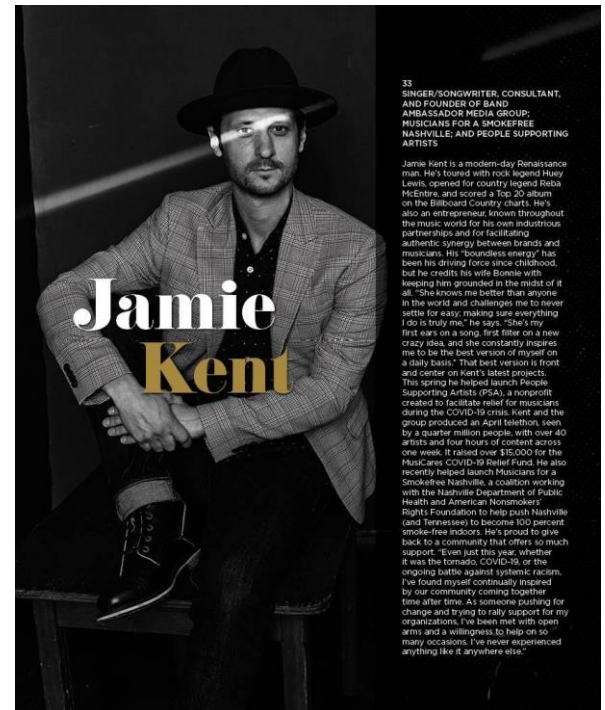 Jamie
Kent
33
SINGER/SONGWRITER, CONSULTANT,
AND FOUNDER OF BAND
AMBASSADOR MEDIA GROUP;
MUSICIANS FOR A SMOKEFREE
NASHVILLE; AND PEOPLE SUPPORTING
ARTISTS
Jamie Kent is a modern-day Renaissance
man. He's toured with rock legend Huey
Lewis, opened for country legend Reba
McEntire, and scored a Top 20 album
on the Billboard Country charts. He's
also an entrepreneur, known throughout
the music world for his own industrious
partnerships and for facilitating
authentic synergy between brands and
musicians. His "boundless energy" has
been his driving force since childhood,
but he credits his wife Bonnie with
keeping him grounded in the midst of it
all. "She knows me better than anyone
in the world and challenges me to never
settle for easy; making sure everything
I do is truly me," he says. "She's my
first ears on a song, first filter on a new
crazy idea, and she constantly inspires
me to be the best version of myself on
a daily basis." That best version is front
and center on Kent's latest projects.
This spring he helped launch People
Supporting Artists (PSA), a nonprofit
created to facilitate relief for musicians
during the COVID-19 crisis. Kent and the
group produced an April telethon, seen
by a quarter million people, with over 40
artists and four hours of content across
one week. It raised over $15,000 for the
MusiCares COVID-19 Relief Fund. He also
recently helped launch Musicians for a
Smokefree Nashville, a coalition working
with the Nashville Department of Public
Health and American Nonsmokers'
Rights Foundation to help push Nashville
(and Tennessee) to become 100 percent
smoke-free indoors. He's proud to give
back to a community that offers so much
support. "Even just this year, whether
it was the tornado, COVID-19, or the
ongoing battle against systemic racism,
I've found myself continually inspired
by our community coming together
time after time. As someone pushing for
change and trying to rally support for my
organizations, I've been met with open
arms and a willingness to help on so
many occasions. I've never experienced
anything like it anywhere else."